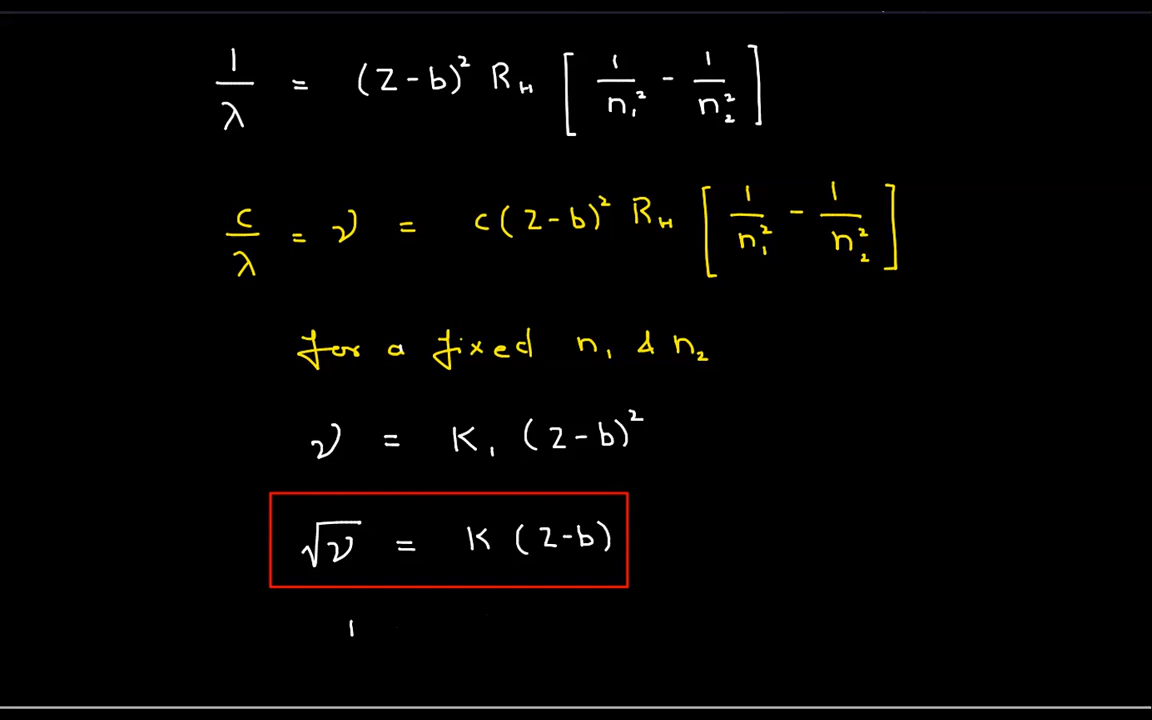 1/λ = (Z-b)² R_H [ 1/n₁² - 1/n₂² ]
c/λ = ν = c(Z-b)² R_H [ 1/n₁² - 1/n₂² ]
for a fixed n₁ & n₂
ν = K₁ (Z-b)²
√ν = K (Z-b)
1